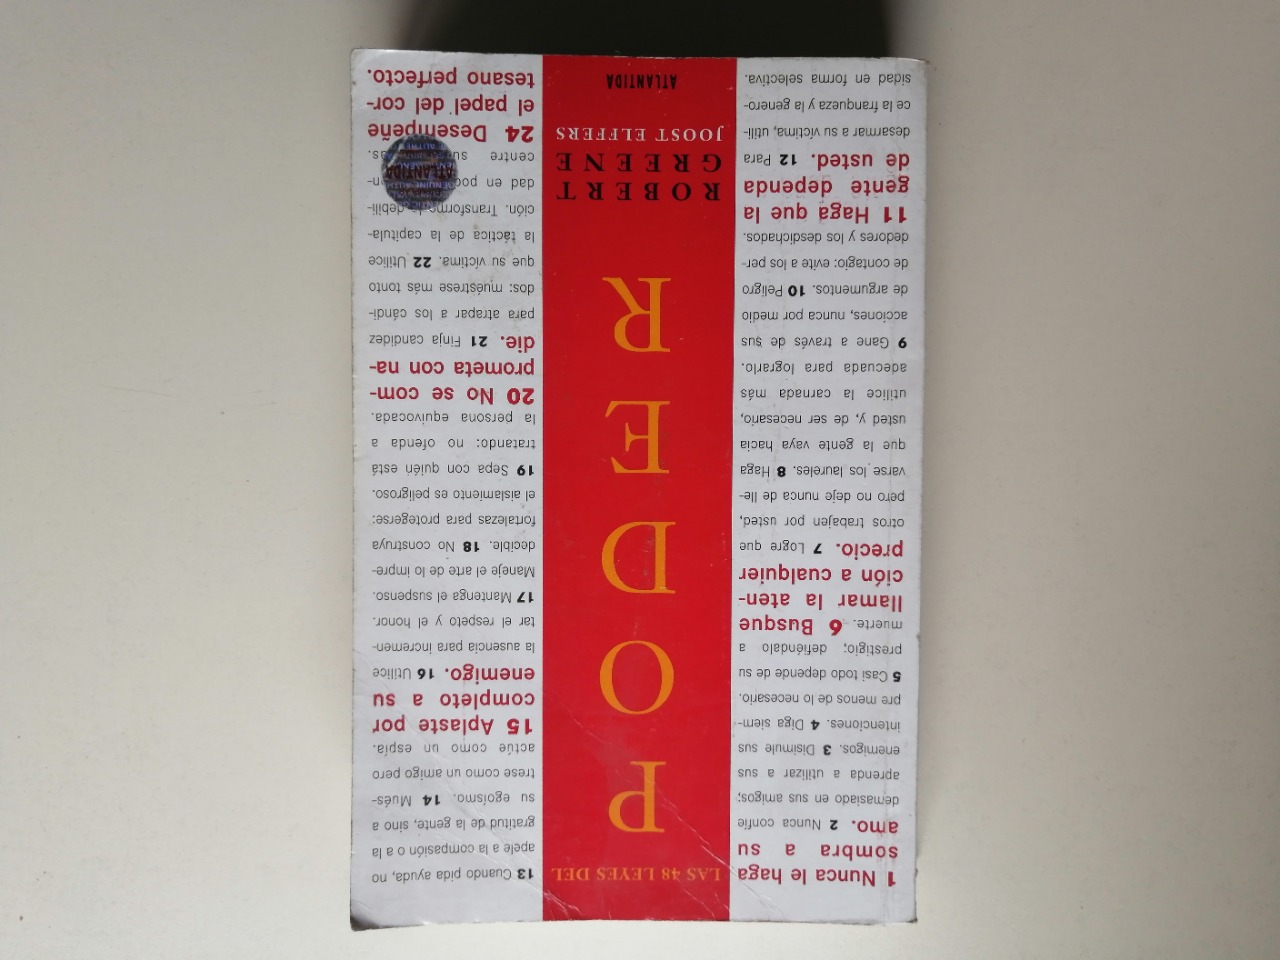 1 Nunca le haga
sombra a su
amo. 2 Nunca confíe
demasiado en sus amigos;
aprenda a utilizar a sus
enemigos. 3 Disimule sus
intenciones. 4 Diga siem-
pre menos de lo necesario.
5 Casi todo depende de su
prestigio; defiéndalo a
muerte. 6 Busque
llamar la aten-
ción a cualquier
precio. 7 Logre que
otros trabajen por usted,
pero no deje nunca de lle-
varse los laureles. 8 Haga
que la gente vaya hacia
usted y, de ser necesario,
utilice la carnada más
adecuada para lograrlo.
9 Gane a través de sus
acciones, nunca por medio
de argumentos. 10 Peligro
de contagio: evite a los per-
dedores y los desdichados.
11 Haga que la
gente dependa
de usted. 12 Para
desarmar a su víctima, utili-
ce la franqueza y la genero-
sidad en forma selectiva.
LAS 48 LEYES DEL
P
O
D
E
R
ROBERT
GREENE
JOOST ELFFERS
ATLANTIDA
13 Cuando pida ayuda, no
apele a la compasión o a la
gratitud de la gente, sino a
su egoísmo. 14 Mués-
trese como un amigo pero
actúe como un espía.
15 Aplaste por
completo a su
enemigo. 16 Utilice
la ausencia para incremen-
tar el respeto y el honor.
17 Mantenga el suspenso.
Maneje el arte de lo impre-
decible. 18 No construya
fortalezas para protegerse:
el aislamiento es peligroso.
19 Sepa con quién está
tratando: no ofenda a
la persona equivocada.
20 No se com-
prometa con na-
die. 21 Finja candidez
para atrapar a los cándi-
dos: muéstrese más tonto
que su víctima. 22 Utilice
la táctica de la capitula-
ción. Transforme la debili-
dad en
centre
24 Desempeñe
el papel del cor-
tesano perfecto.
GENUINE
ATLANTIDA